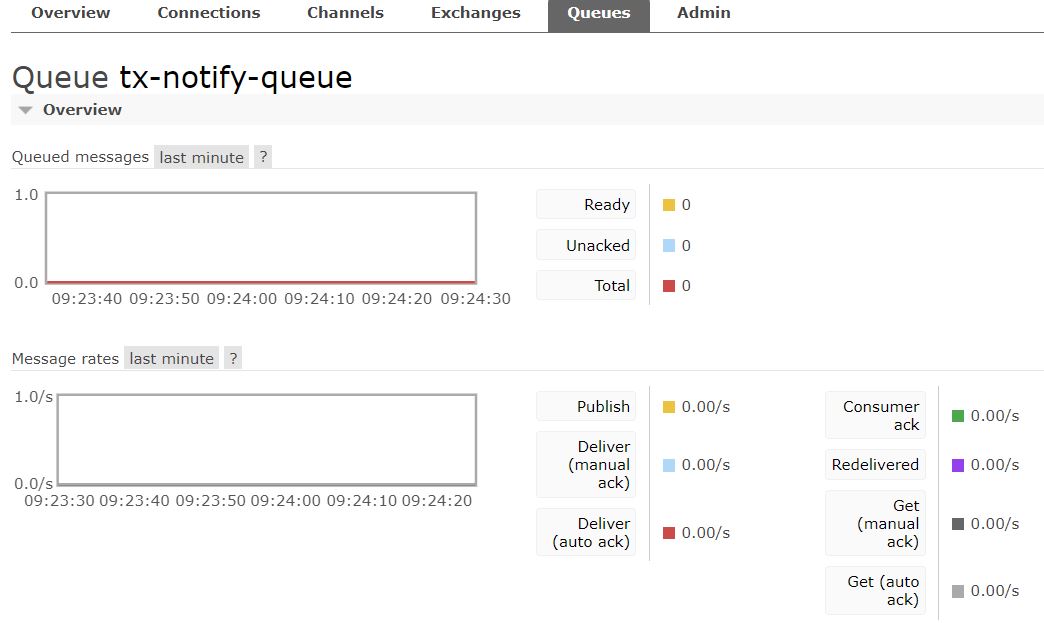 Overview Connections Channels Exchanges Queues Admin
Queue tx-notify-queue
Overview
Queued messages last minute ?
1.0
0.0
09:23:40 09:23:50 09:24:00 09:24:10 09:24:20 09:24:30
Ready 0
Unacked 0
Total 0
Message rates last minute ?
1.0/s
0.0/s
09:23:30 09:23:40 09:23:50 09:24:00 09:24:10 09:24:20
Publish 0.00/s
Deliver
(manual
ack)
0.00/s
Deliver
(auto ack)
0.00/s
Consumer
ack
0.00/s
Redelivered 0.00/s
Get
(manual
ack)
0.00/s
Get (auto
ack)
0.00/s